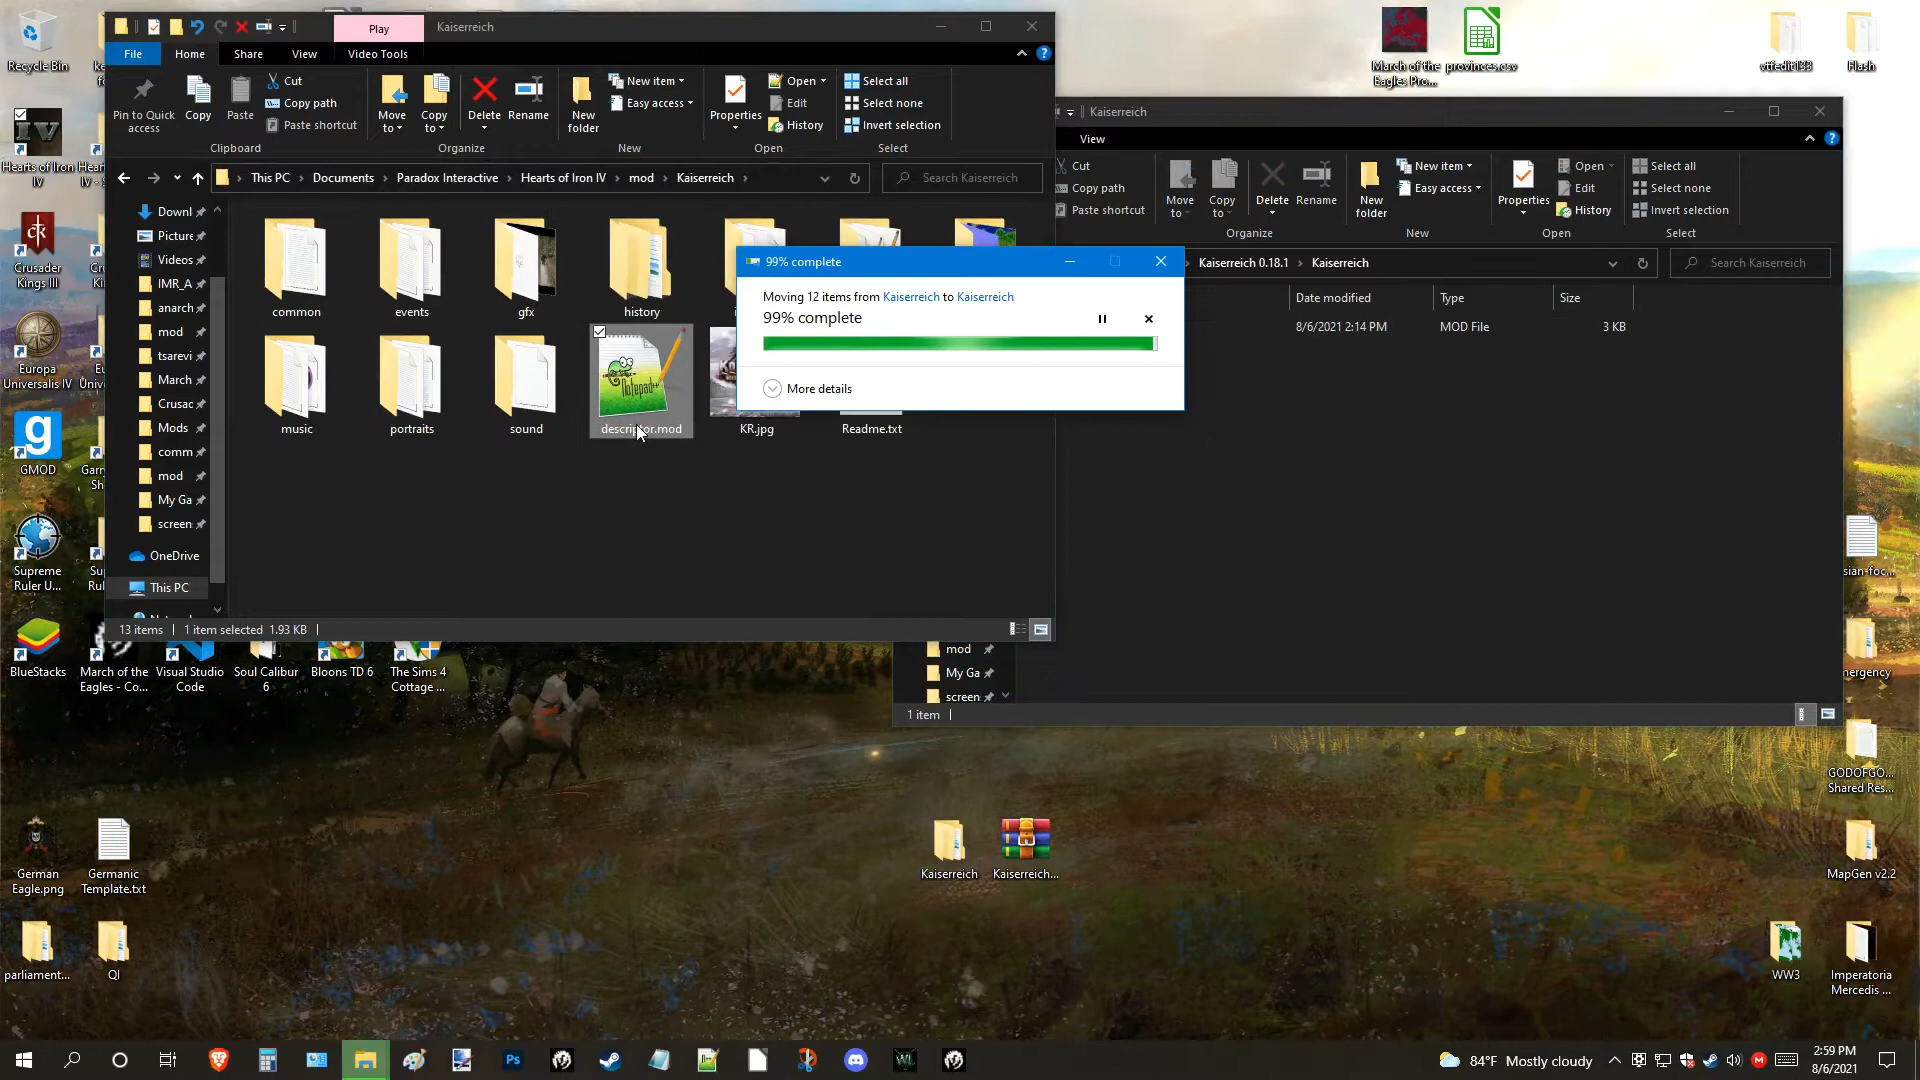 Play
Kaiserreich
File
Home
Share
View
Video Tools
Pin to Quick access
Copy
Paste
Cut
Copy path
Paste shortcut
Clipboard
Move to
Copy to
Delete
Rename
Organize
New folder
New item
Easy access
New
Properties
Open
Edit
History
Open
Select all
Select none
Invert selection
Select
This PC
Documents
Paradox Interactive
Hearts of Iron IV
mod
Kaiserreich
Search Kaiserreich
Downl
Picture
Videos
IMR_A
anarch
mod
tsarevi
March
Crusac
Mods
comm
mod
My Ga
screen
OneDrive
This PC
common
events
gfx
history
music
portraits
sound
descriptor.mod
KR.jpg
Readme.txt
13 items
1 item selected 1.93 KB
99% complete
Moving 12 items from Kaiserreich to Kaiserreich
99% complete
More details
Kaiserreich
View
Cut
Copy path
Paste shortcut
Move to
Copy to
Delete
Rename
Organize
New folder
New item
Easy access
New
Properties
Open
Edit
History
Open
Select all
Select none
Invert selection
Select
Kaiserreich 0.18.1
Kaiserreich
Search Kaiserreich
Date modified
Type
Size
8/6/2021 2:14 PM
MOD File
3 KB
mod
My Ga
screen
1 item
Recycle Bin
Hearts of Iron IV
Crusader Kings III
Europa Universalis IV
GMOD
Supreme Ruler U...
BlueStacks
March of the Eagles - Co...
Visual Studio Code
Soul Calibur 6
Bloons TD 6
The Sims 4 Cottage ...
German Eagle.png
Germanic Template.txt
parliament...
QI
Kaiserreich
Kaiserreich...
March of the Eagles Pro...
provinces.csv
vtfedit133
Flash
sian-foc...
mergency
GODOFGO... Shared Res...
MapGen v2.2
WW3
Imperatoria Mercedis ...
84°F Mostly cloudy
2:59 PM
8/6/2021